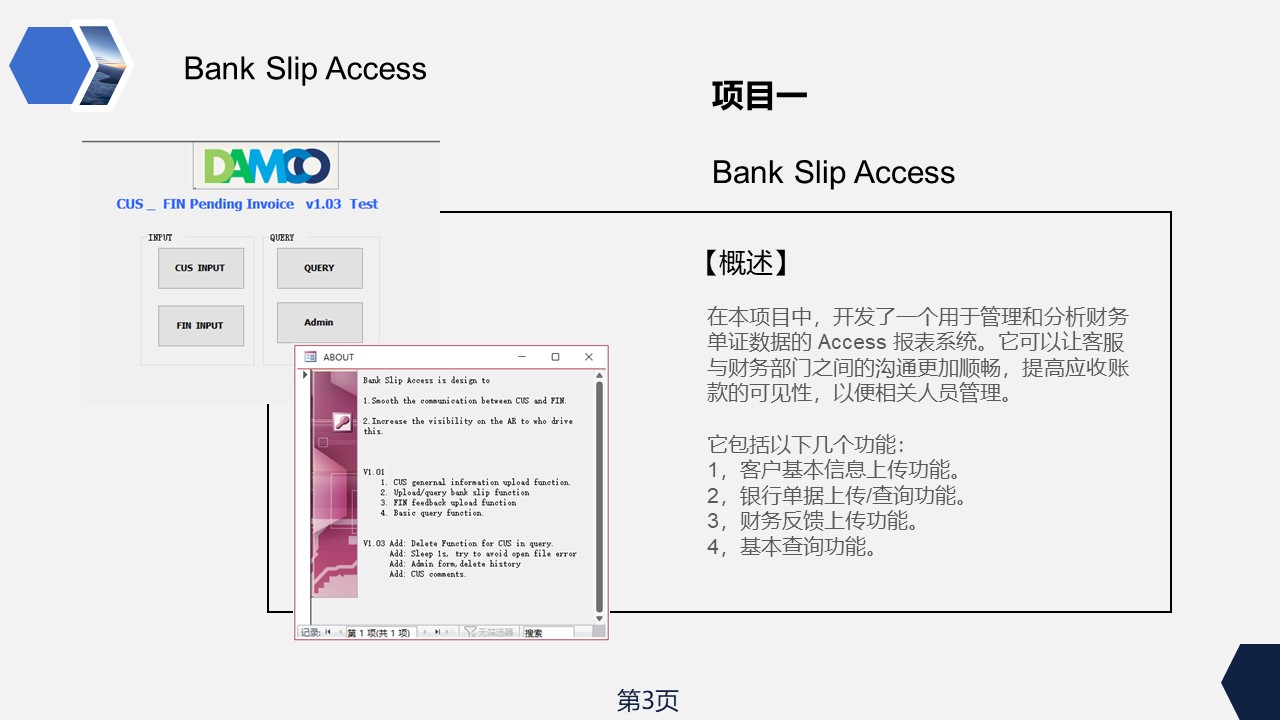 Bank Slip Access
项目一
Bank Slip Access
DAMCO
CUS _ FIN Pending Invoice v1.03 Test
INPUT
QUERY
CUS INPUT
QUERY
FIN INPUT
Admin
ABOUT
Bank Slip Access is design to
1.Smooth the communication between CUS and FIN.
2.Increase the visibility on the AR to who drive
this.
V1.01
1. CUS genernal information upload function.
2. Upload/query bank slip function
3. FIN feedback upload function
4. Basic query function.
V1.03 Add: Delete Function for CUS in query.
Add: Sleep 1s, try to avoid open file error
Add: Admin form,delete history
Add: CUS comments.
记录: 第 1 项(共 1 项) 无筛选器 搜索
【概述】
在本项目中，开发了一个用于管理和分析财务
单证数据的 Access 报表系统。它可以让客服
与财务部门之间的沟通更加顺畅，提高应收账
款的可见性，以便相关人员管理。
它包括以下几个功能：
1，客户基本信息上传功能。
2，银行单据上传/查询功能。
3，财务反馈上传功能。
4，基本查询功能。
第3页